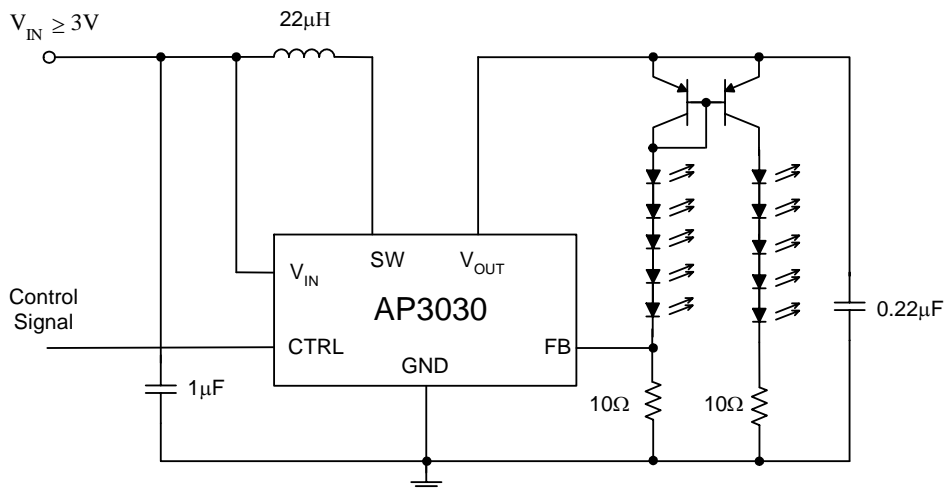 V_IN ≥ 3V
22μH
V_IN
SW
V_OUT
AP3030
Control
Signal
CTRL
FB
GND
0.22μF
1μF
10Ω
10Ω